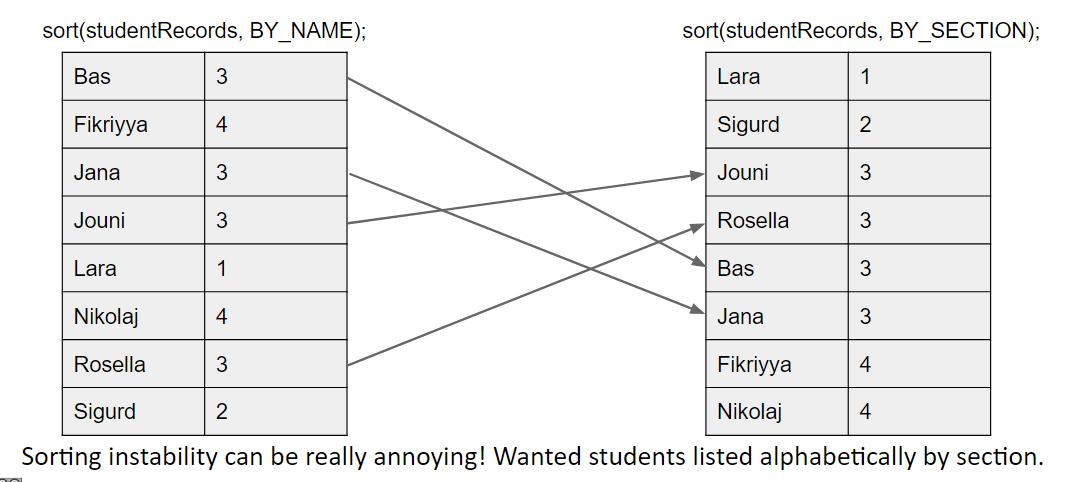 sort(studentRecords, BY_NAME);
Bas 3
Fikriyya 4
Jana 3
Jouni 3
Lara 1
Nikolaj 4
Rosella 3
Sigurd 2
sort(studentRecords, BY_SECTION);
Lara 1
Sigurd 2
Jouni 3
Rosella 3
Bas 3
Jana 3
Fikriyya 4
Nikolaj 4
Sorting instability can be really annoying! Wanted students listed alphabetically by section.